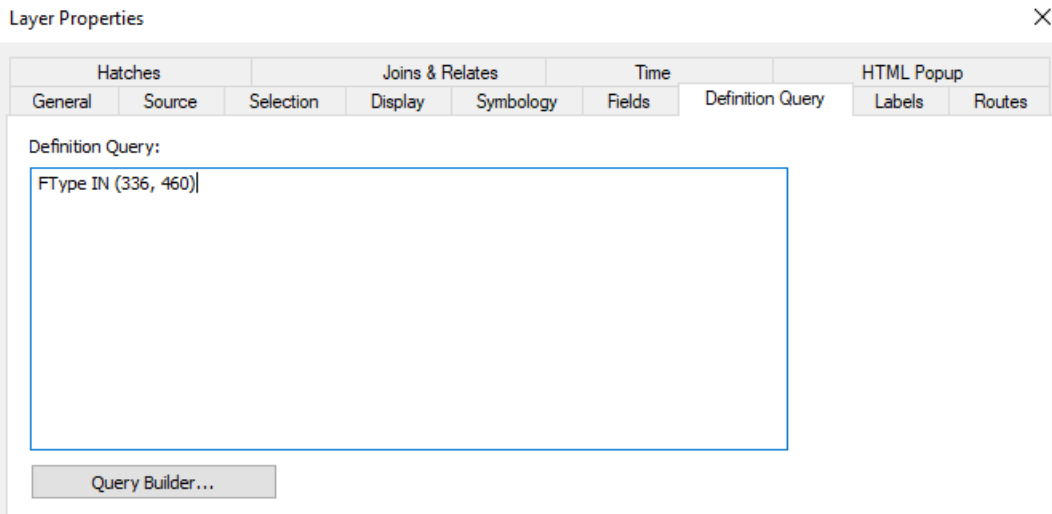 Layer Properties
Hatches Joins & Relates Time HTML Popup
General Source Selection Display Symbology Fields Definition Query Labels Routes
Definition Query:
FType IN (336, 460)
Query Builder...